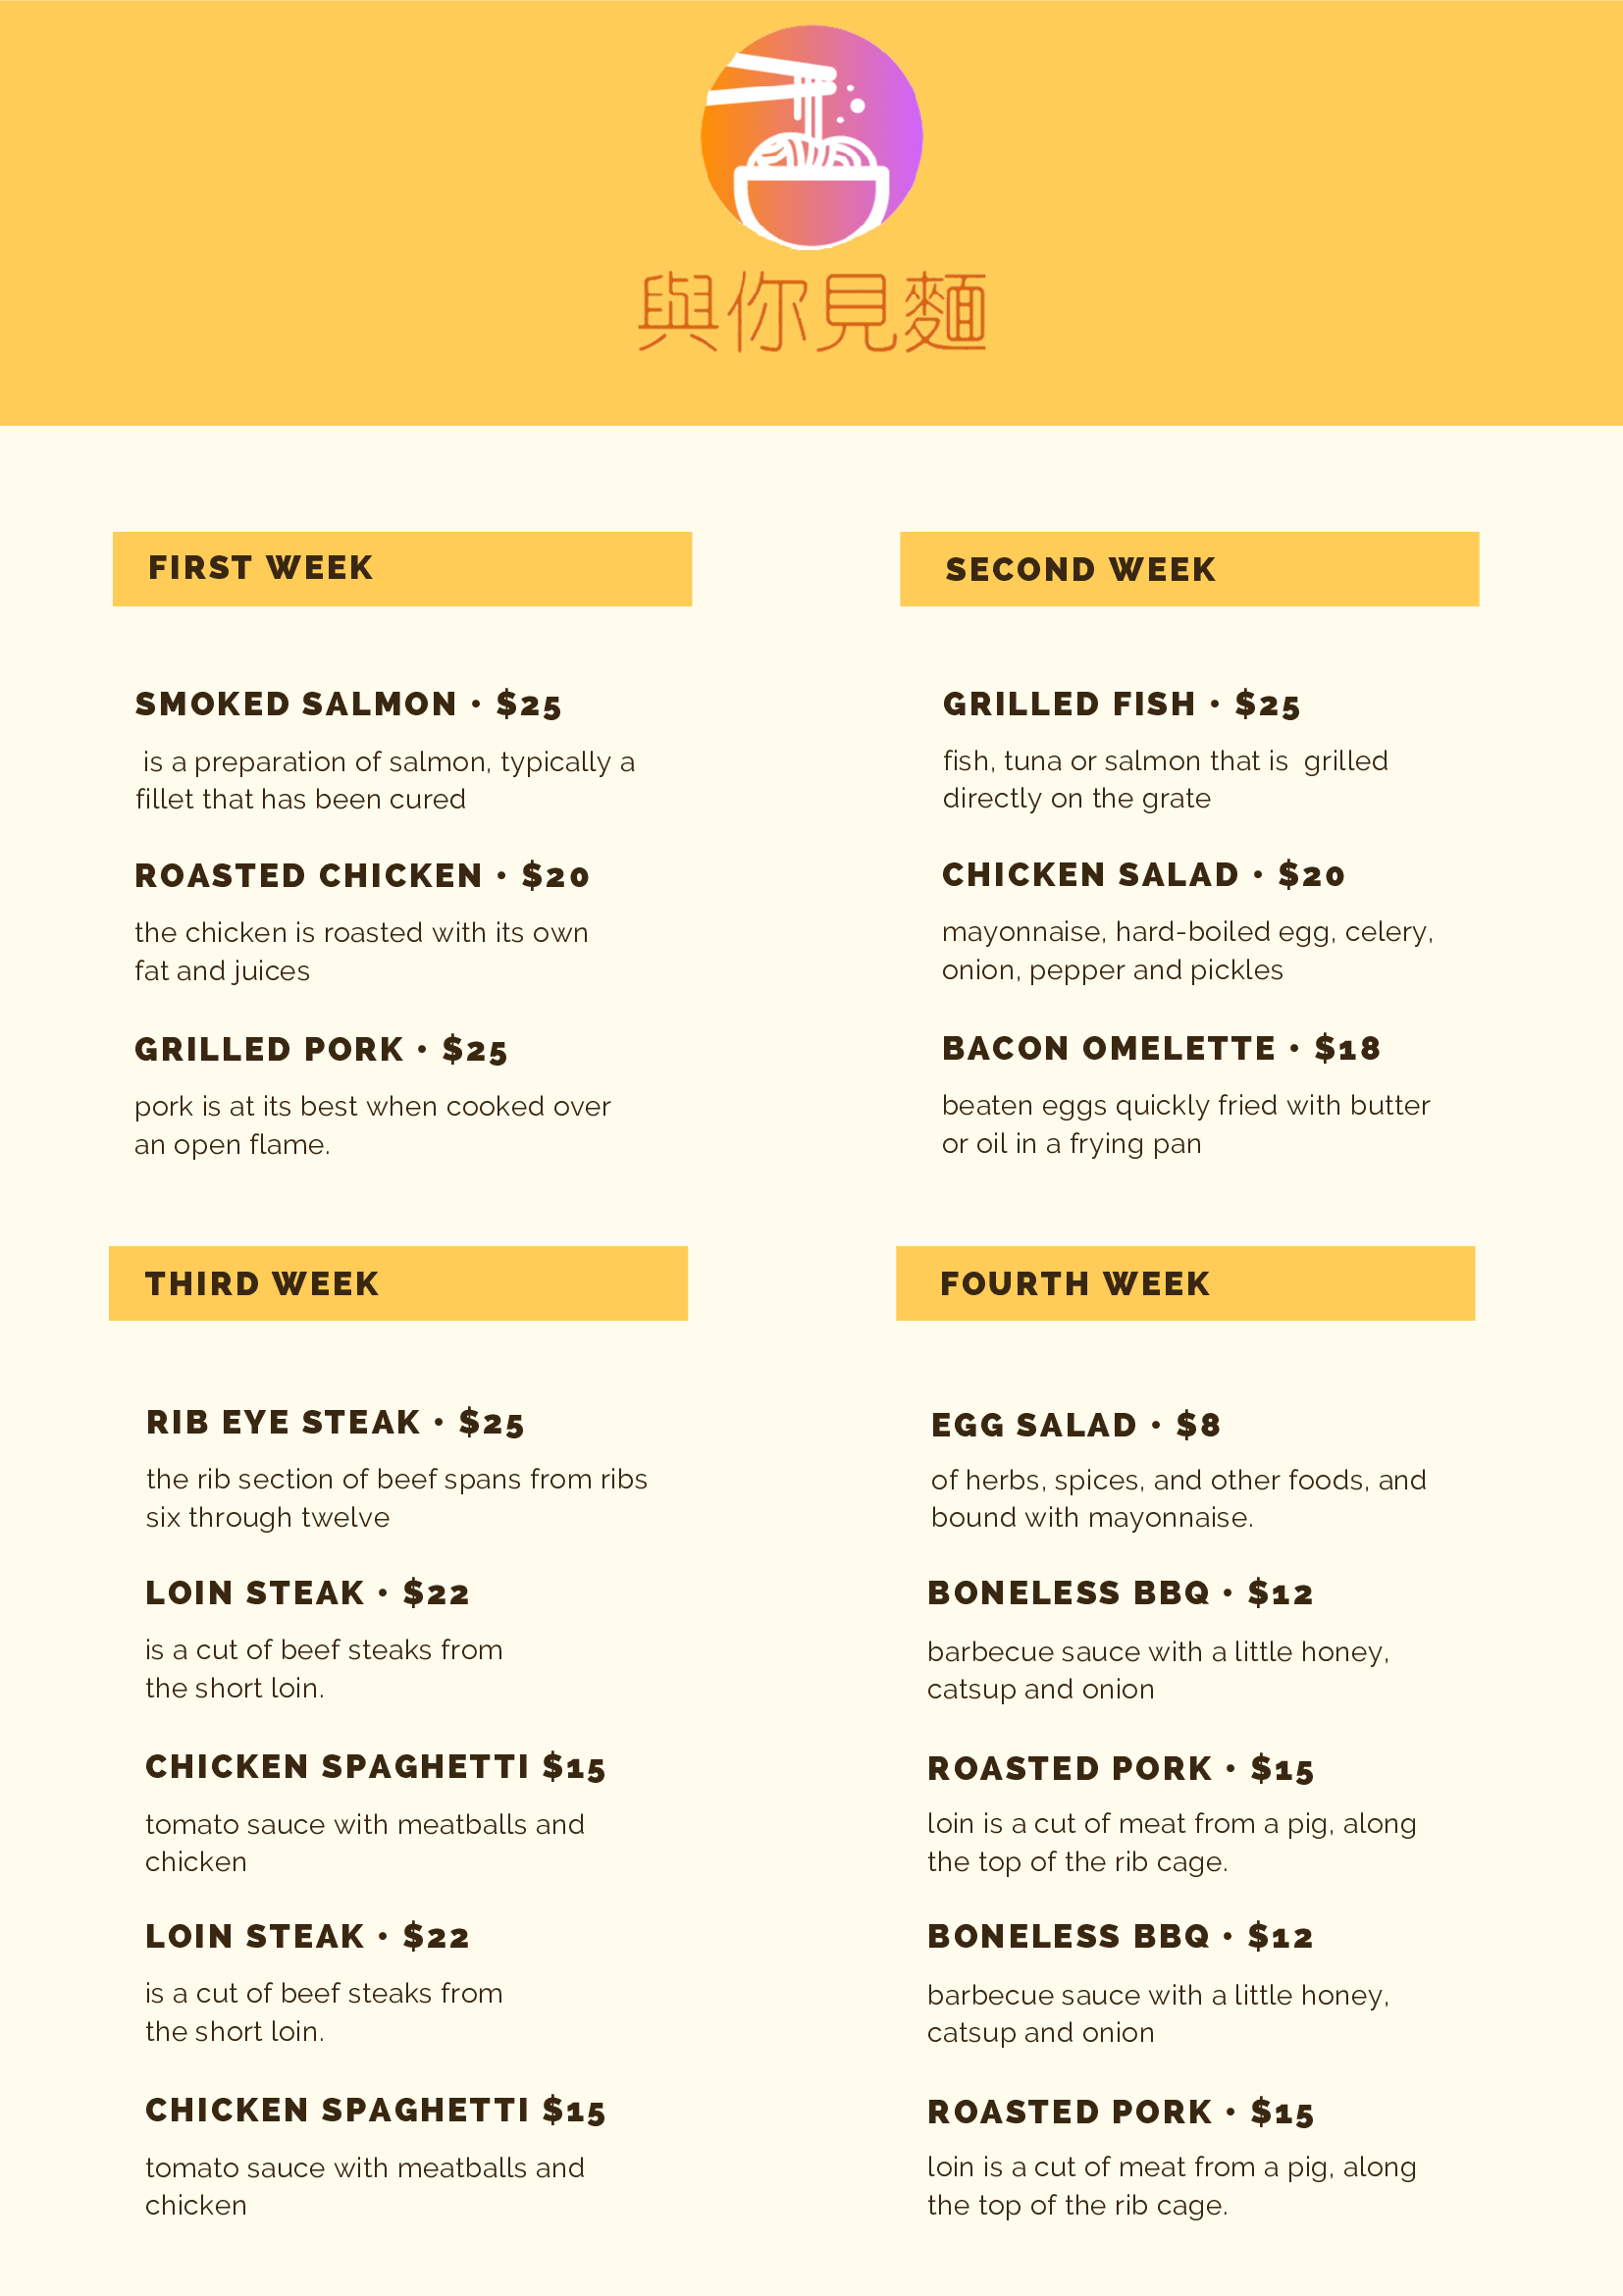 與你見麵
FIRST WEEK
SMOKED SALMON • $25
is a preparation of salmon, typically a
fillet that has been cured
ROASTED CHICKEN • $20
the chicken is roasted with its own
fat and juices
GRILLED PORK • $25
pork is at its best when cooked over
an open flame.
SECOND WEEK
GRILLED FISH • $25
fish, tuna or salmon that is  grilled
directly on the grate
CHICKEN SALAD • $20
mayonnaise, hard-boiled egg, celery,
onion, pepper and pickles
BACON OMELETTE • $18
beaten eggs quickly fried with butter
or oil in a frying pan
THIRD WEEK
RIB EYE STEAK • $25
the rib section of beef spans from ribs
six through twelve
LOIN STEAK • $22
is a cut of beef steaks from
the short loin.
CHICKEN SPAGHETTI $15
tomato sauce with meatballs and
chicken
LOIN STEAK • $22
is a cut of beef steaks from
the short loin.
CHICKEN SPAGHETTI $15
tomato sauce with meatballs and
chicken
FOURTH WEEK
EGG SALAD • $8
of herbs, spices, and other foods, and
bound with mayonnaise.
BONELESS BBQ • $12
barbecue sauce with a little honey,
catsup and onion
ROASTED PORK • $15
loin is a cut of meat from a pig, along
the top of the rib cage.
BONELESS BBQ • $12
barbecue sauce with a little honey,
catsup and onion
ROASTED PORK • $15
loin is a cut of meat from a pig, along
the top of the rib cage.